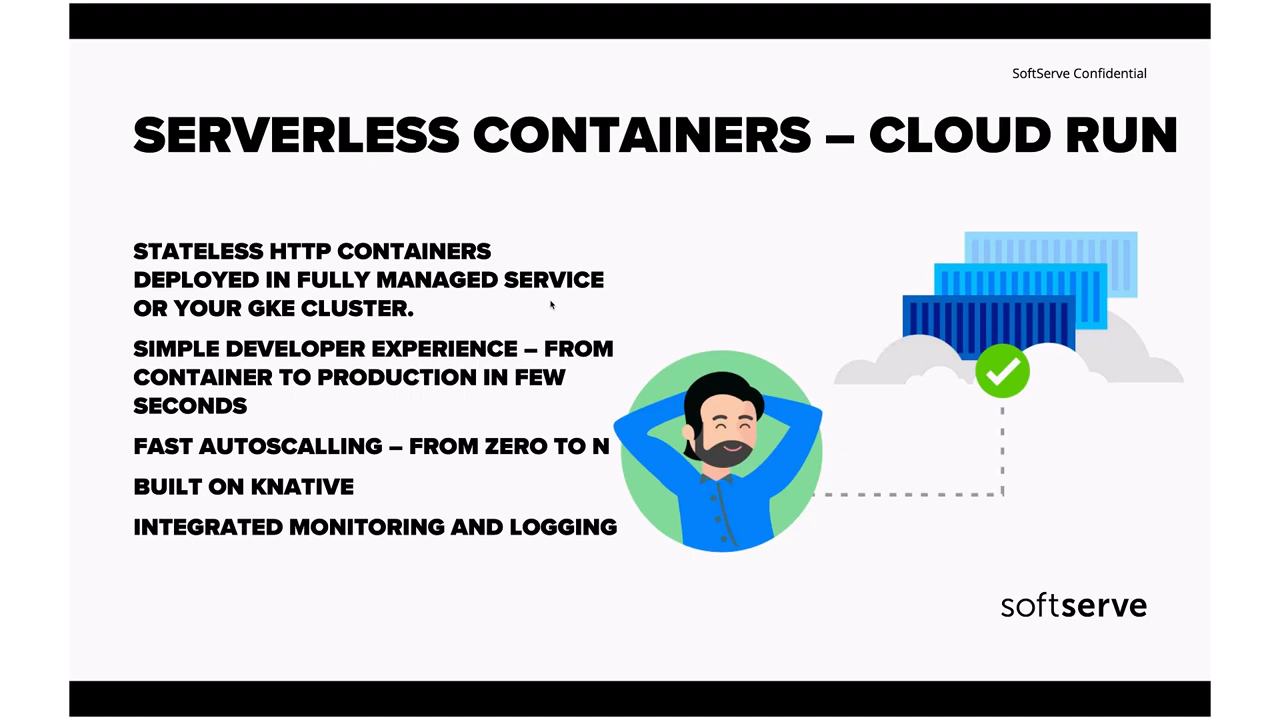 SoftServe Confidential
SERVERLESS CONTAINERS – CLOUD RUN
STATELESS HTTP CONTAINERS
DEPLOYED IN FULLY MANAGED SERVICE
OR YOUR GKE CLUSTER.
SIMPLE DEVELOPER EXPERIENCE – FROM
CONTAINER TO PRODUCTION IN FEW
SECONDS
FAST AUTOSCALLING – FROM ZERO TO N
BUILT ON KNATIVE
INTEGRATED MONITORING AND LOGGING
softserve